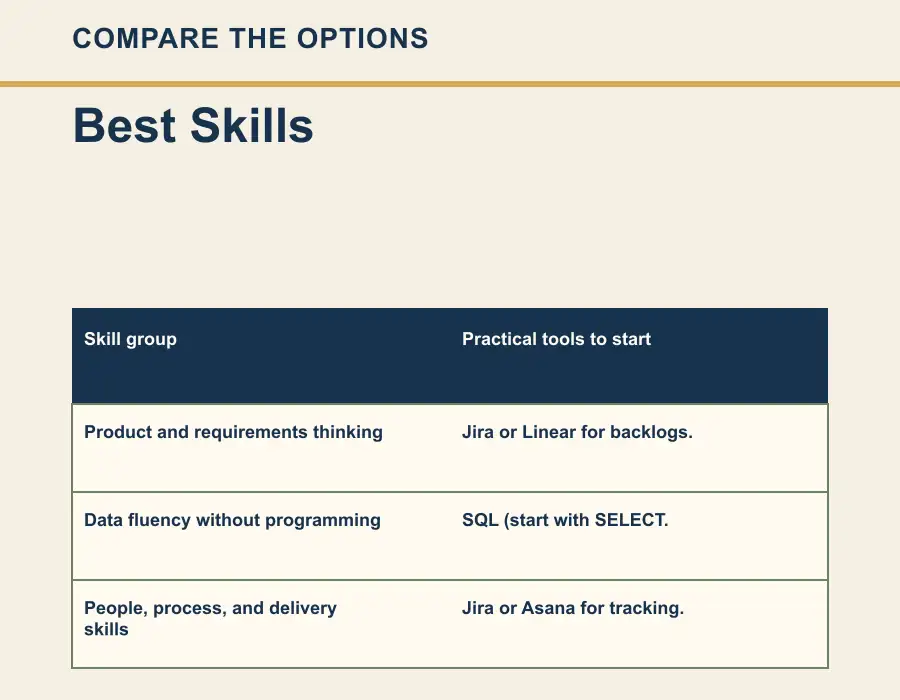 COMPARE THE OPTIONS
Best Skills
Skill group
Practical tools to start
Product and requirements thinking
Jira or Linear for backlogs.
Data fluency without programming
SQL (start with SELECT.
People, process, and delivery
skills
Jira or Asana for tracking.